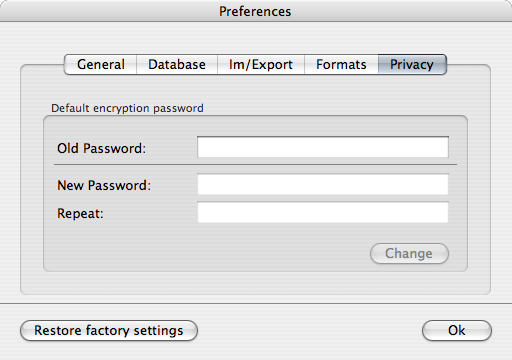 Preferences
General Database Im/Export Formats Privacy
Default encryption password
Old Password:
New Password:
Repeat:
Change
Restore factory settings Ok